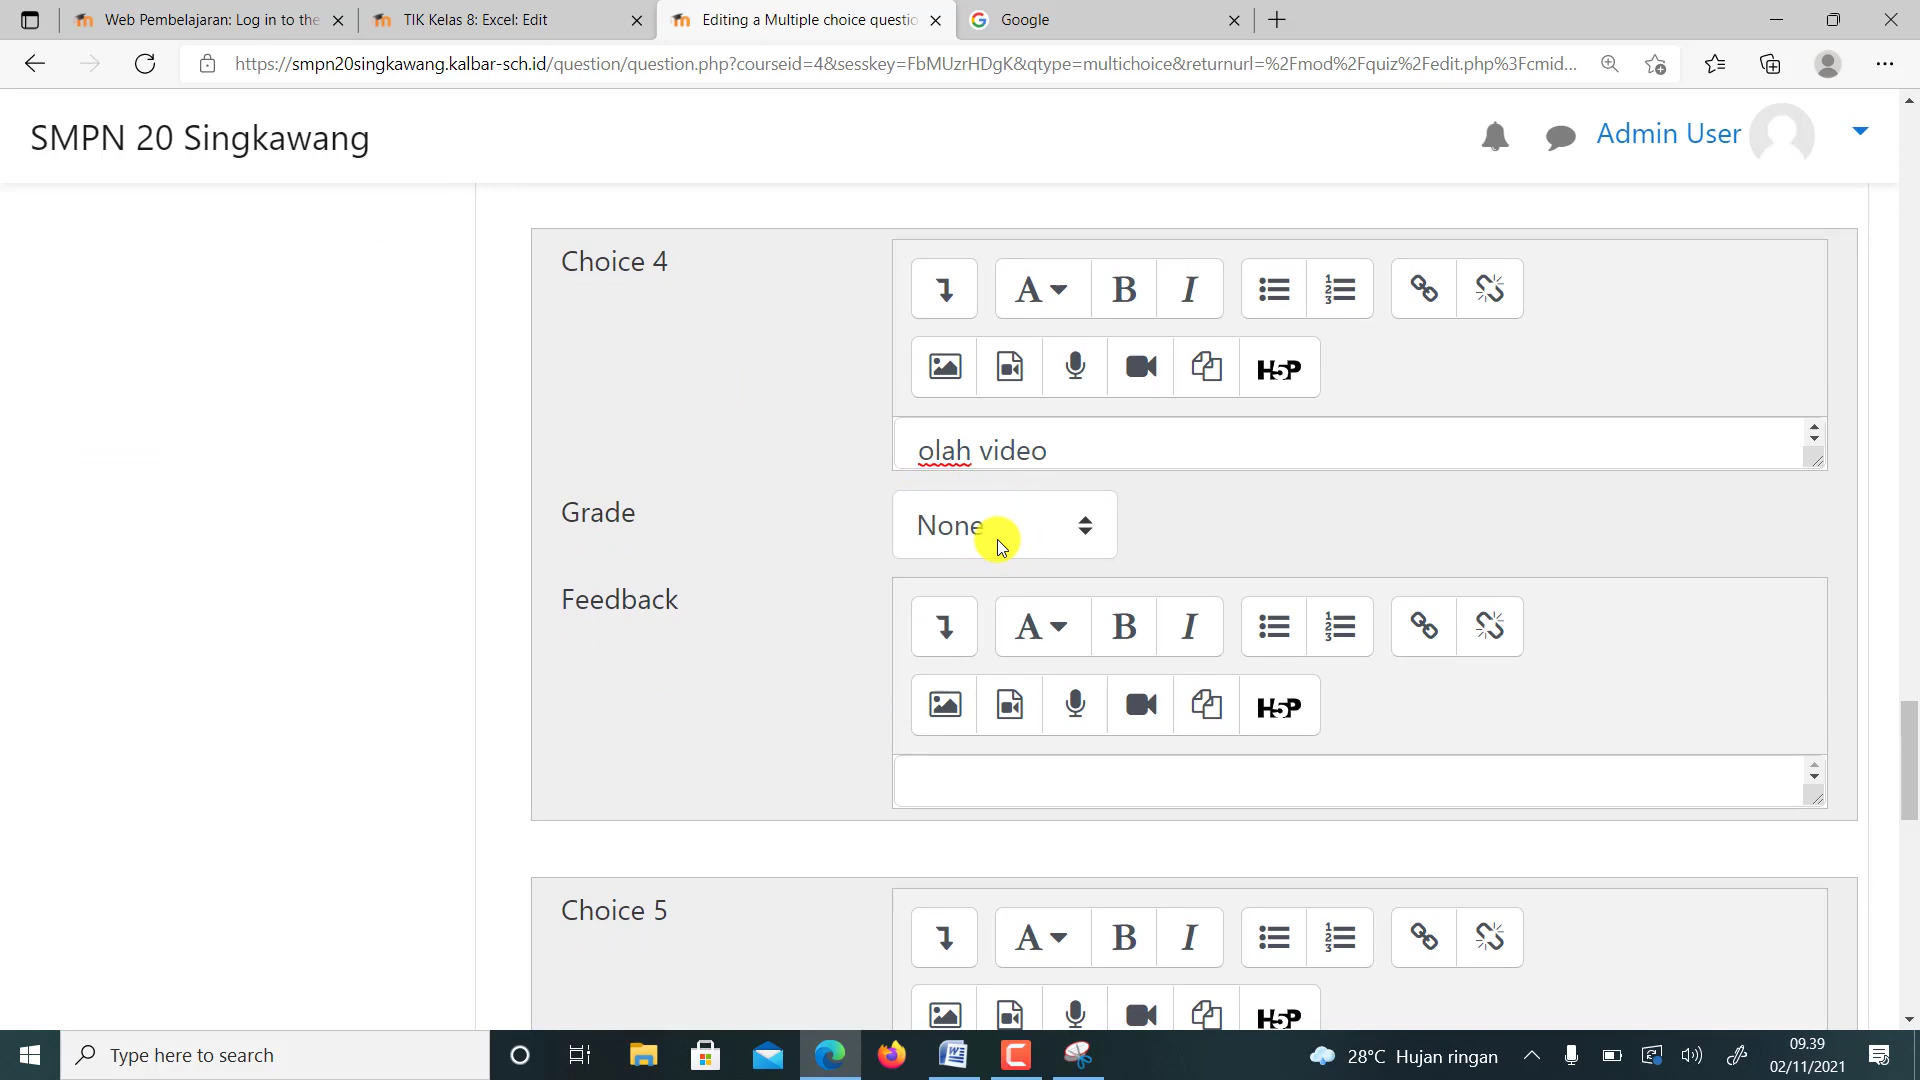 Web Pembelajaran: Log in to the
TIK Kelas 8: Excel: Edit
Editing a Multiple choice questio
Google
https://smpn20singkawang.kalbar-sch.id/question/question.php?courseid=4&sesskey=FbMUzrHDgK&qtype=multichoice&returnurl=%2Fmod%2Fquiz%2Fedit.php%3Fcmid...
SMPN 20 Singkawang
Admin User
Choice 4
A B I
H5P
olah video
Grade
None
Feedback
A B I
H5P
Choice 5
A B I
H5P
Type here to search
28°C Hujan ringan
09.39
02/11/2021